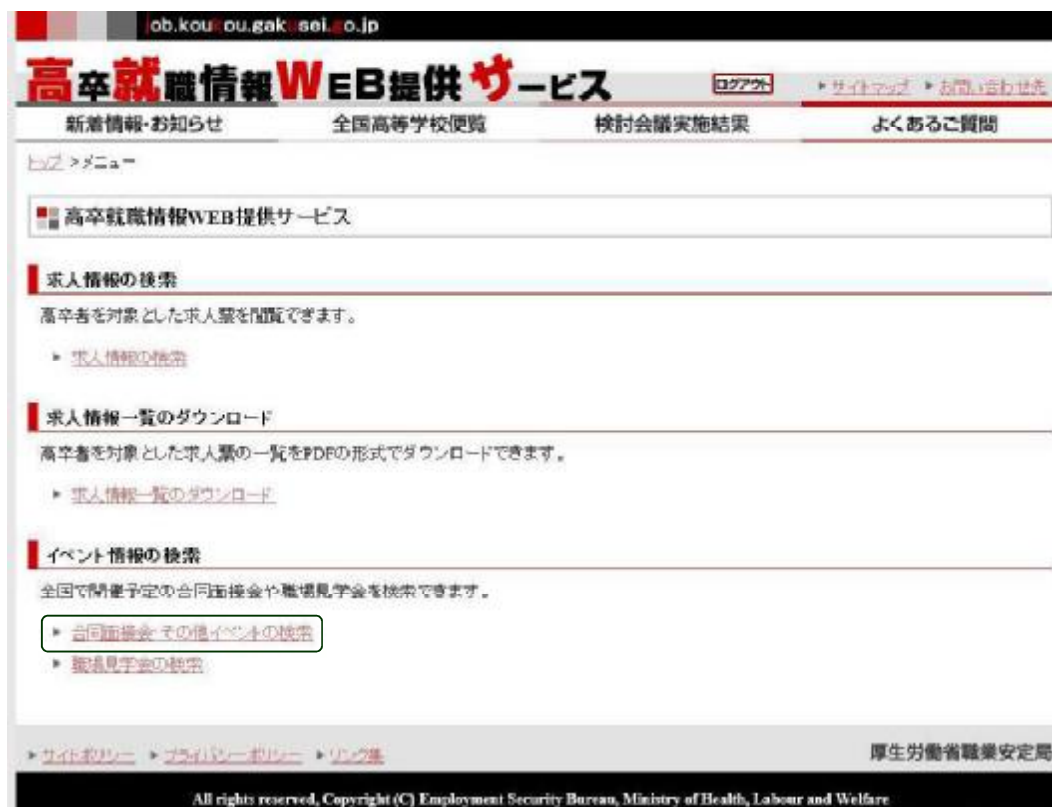 job.koukou.gakusei.go.jp
高卒就職情報WEB提供サービス
ログアウト
サイトマップ
お問い合わせ先
新着情報・お知らせ
全国高等学校便覧
検討会議実施結果
よくあるご質問
トップ >メニュー
高卒就職情報WEB提供サービス
求人情報の検索
高卒者を対象とした求人票を閲覧できます。
求人情報の検索
求人情報一覧のダウンロード
高卒者を対象とした求人票の一覧をPDFの形式でダウンロードできます。
求人情報一覧のダウンロード
イベント情報の検索
全国で開催予定の合同面接会や職場見学会を検索できます。
合同面接会・その他イベントの検索
職場見学会の検索
サイトポリシー
プライバシーポリシー
リンク集
厚生労働省職業安定局
All rights reserved, Copyright (C) Employment Security Bureau, Ministry of Health, Labour and Welfare